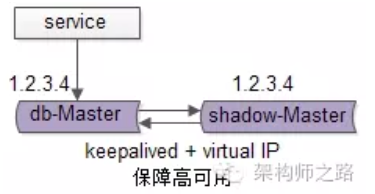 service
1.2.3.4
1.2.3.4
db-Master
shadow-Master
keepalived + virtual IP
保障高可用
架构师之路